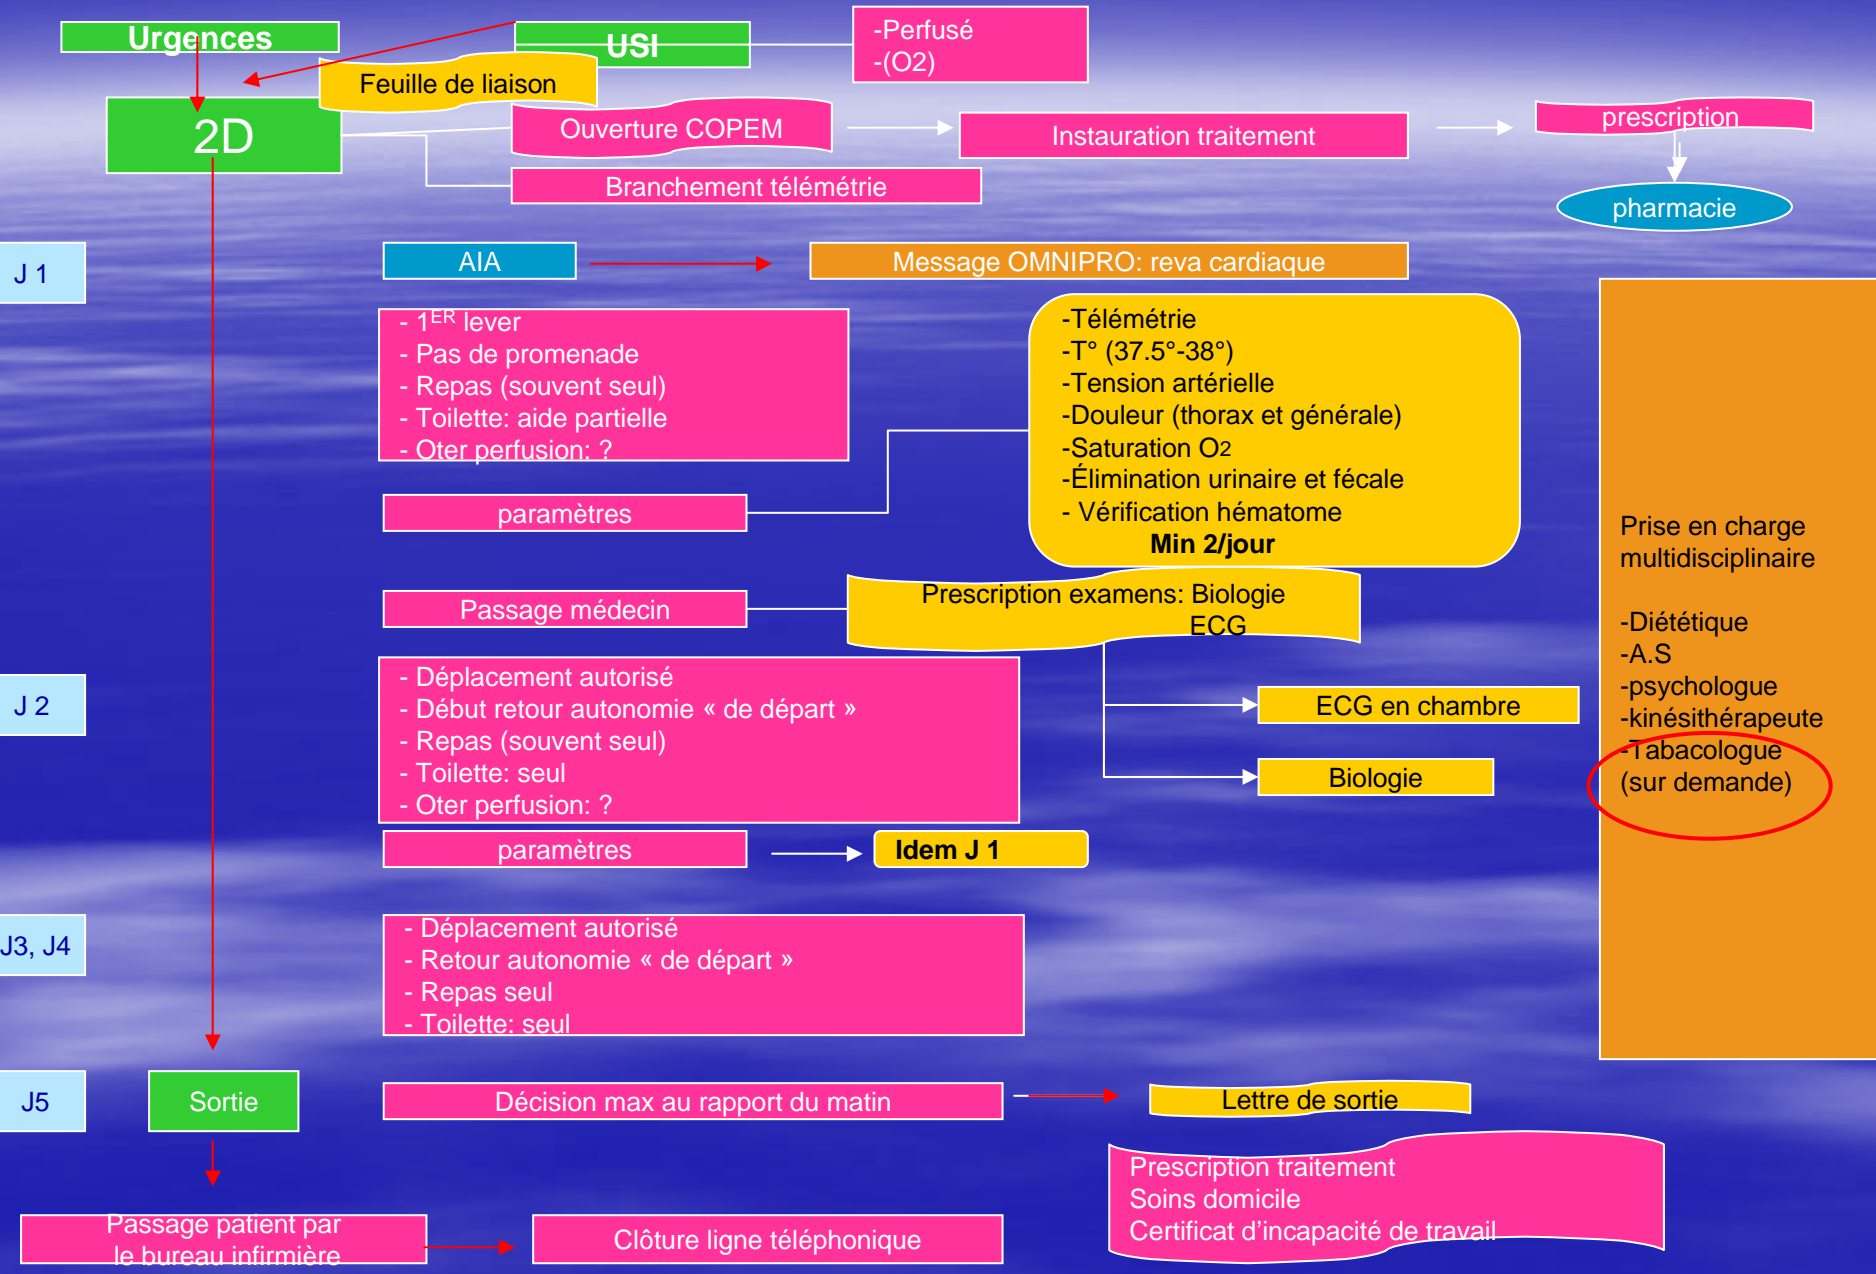 Urgences
USI
-Perfusé
-(O2)
Feuille de liaison
2D
Ouverture COPEM
Instauration traitement
prescription
Branchement télémétrie
pharmacie
J 1
AIA
Message OMNIPRO: reva cardiaque
- 1ER lever
- Pas de promenade
- Repas (souvent seul)
- Toilette: aide partielle
- Oter perfusion: ?
-Télémétrie
-T° (37.5°-38°)
-Tension artérielle
-Douleur (thorax et générale)
-Saturation O2
-Élimination urinaire et fécale
- Vérification hématome
Min 2/jour
paramètres
Passage médecin
Prescription examens: Biologie
ECG
Prise en charge
multidisciplinaire
-Diététique
-A.S
-psychologue
-kinésithérapeute
-Tabacologue
(sur demande)
J 2
- Déplacement autorisé
- Début retour autonomie « de départ »
- Repas (souvent seul)
- Toilette: seul
- Oter perfusion: ?
ECG en chambre
Biologie
paramètres
Idem J 1
J3, J4
- Déplacement autorisé
- Retour autonomie « de départ »
- Repas seul
- Toilette: seul
J5
Sortie
Décision max au rapport du matin
Lettre de sortie
Prescription traitement
Soins domicile
Certificat d'incapacité de travail
Passage patient par
le bureau infirmière
Clôture ligne téléphonique